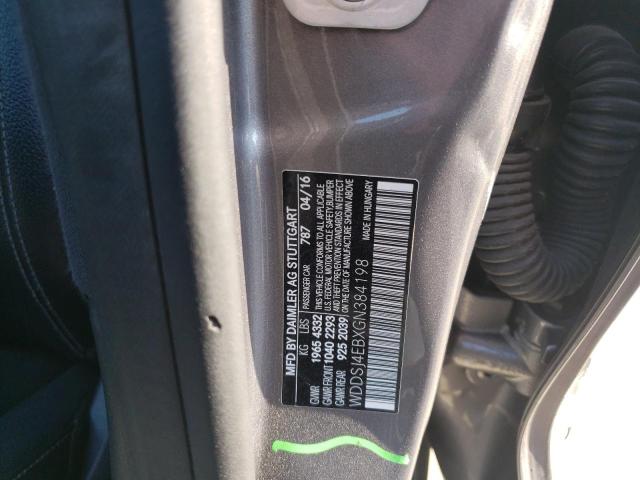 MFD BY DAIMLER AG STUTTGART
KG LBS PASSENGER CAR 787 04/16
GVWR 1965 4332 THIS VEHICLE CONFORMS TO ALL APPLICABLE
GAWR FRONT 1040 2293 U.S. FEDERAL MOTOR VEHICLE SAFETY, BUMPER
GAWR REAR 925 2039 AND THEFT PREVENTION STANDARDS IN EFFECT
ON THE DATE OF MANUFACTURE SHOWN ABOVE
MADE IN HUNGARY
WDDSJ4EBXGN384198